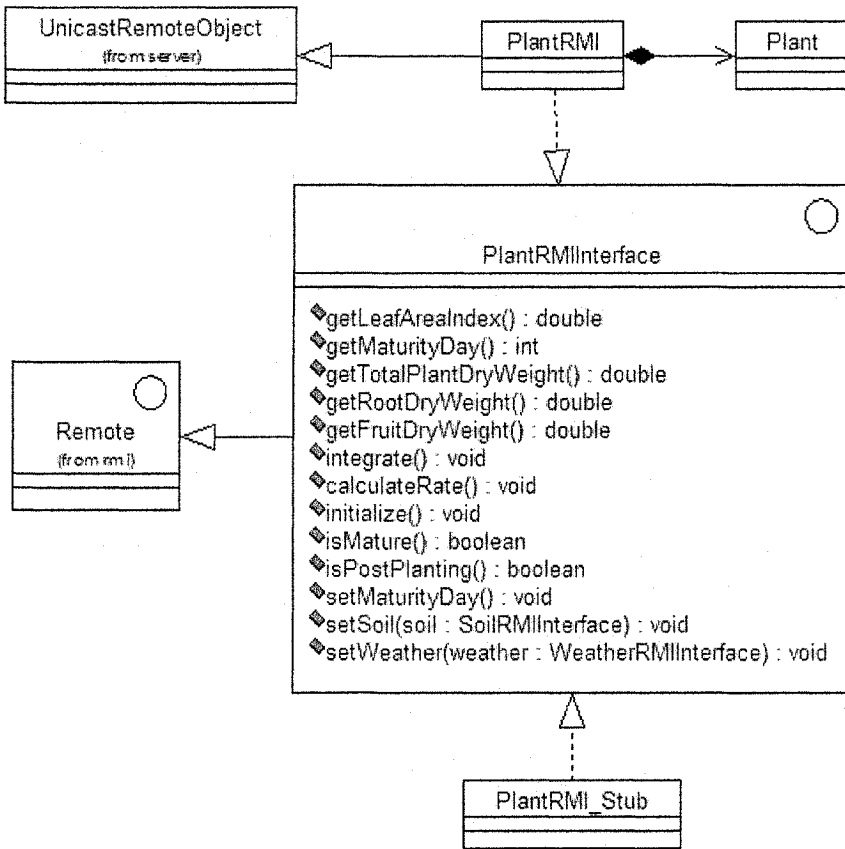 UnicastRemoteObject
(from server)
PlantRMI
Plant
PlantRMIInterface
getLeafAreaIndex() : double
getMaturityDay() : int
getTotalPlantDryWeight() : double
getRootDryWeight() : double
getFruitDryWeight() : double
integrate() : void
calculateRate() : void
initialize() : void
isMature() : boolean
isPostPlanting() : boolean
setMaturityDay() : void
setSoil(soil : SoilRMIInterface) : void
setWeather(weather : WeatherRMIInterface) : void
Remote
(from rmi)
PlantRMI_Stub